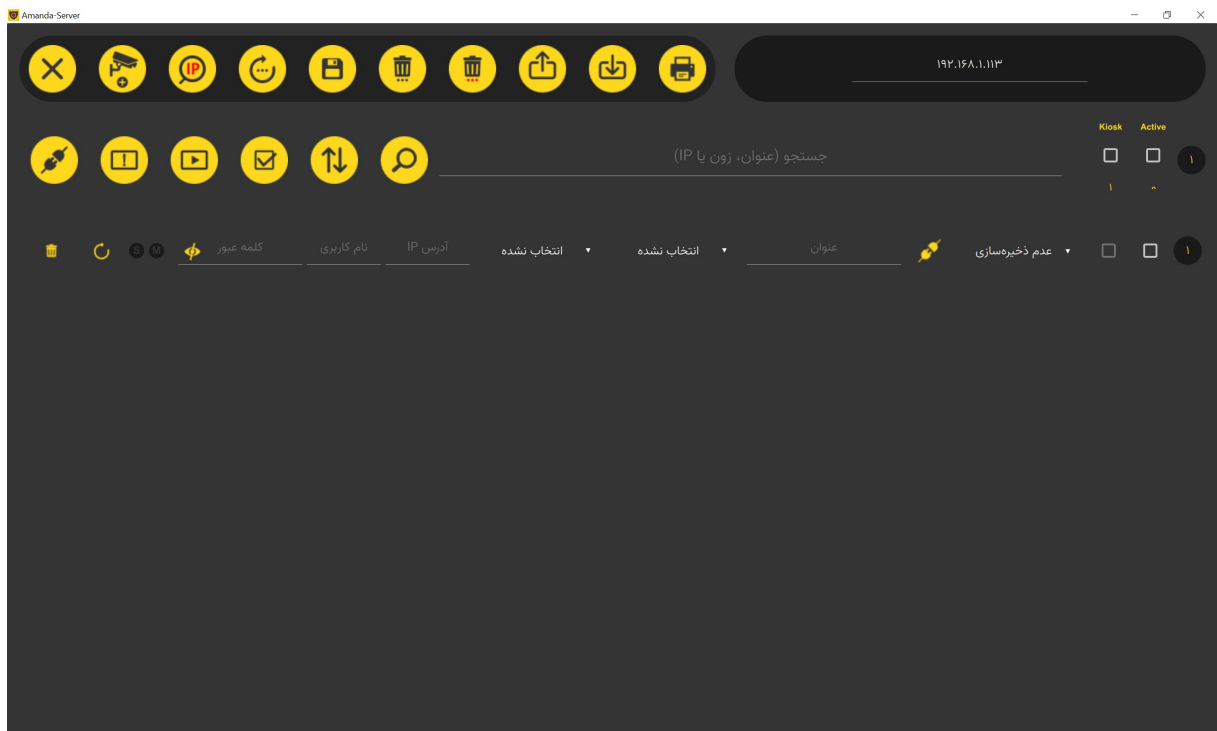 Amanda-Server
IP
۱۹۲.۱۶۸.۱.۱۱۳
Kiosk Active
جستجو (عنوان، زون یا IP)
۱
۱ ۰
۱ عدم ذخیره‌سازی عنوان انتخاب نشده انتخاب نشده آدرس IP نام کاربری کلمه عبور M S